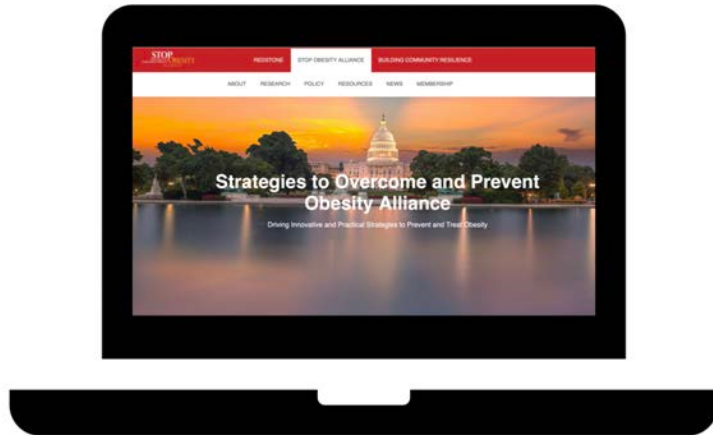 STOP
OBESITY
REDSTONE STOP OBESITY ALLIANCE BUILDING COMMUNITY RESILIENCE
ABOUT RESEARCH POLICY RESOURCES NEWS MEMBERSHIP
Strategies to Overcome and Prevent
Obesity Alliance
Driving Innovative and Practical Strategies to Prevent and Treat Obesity